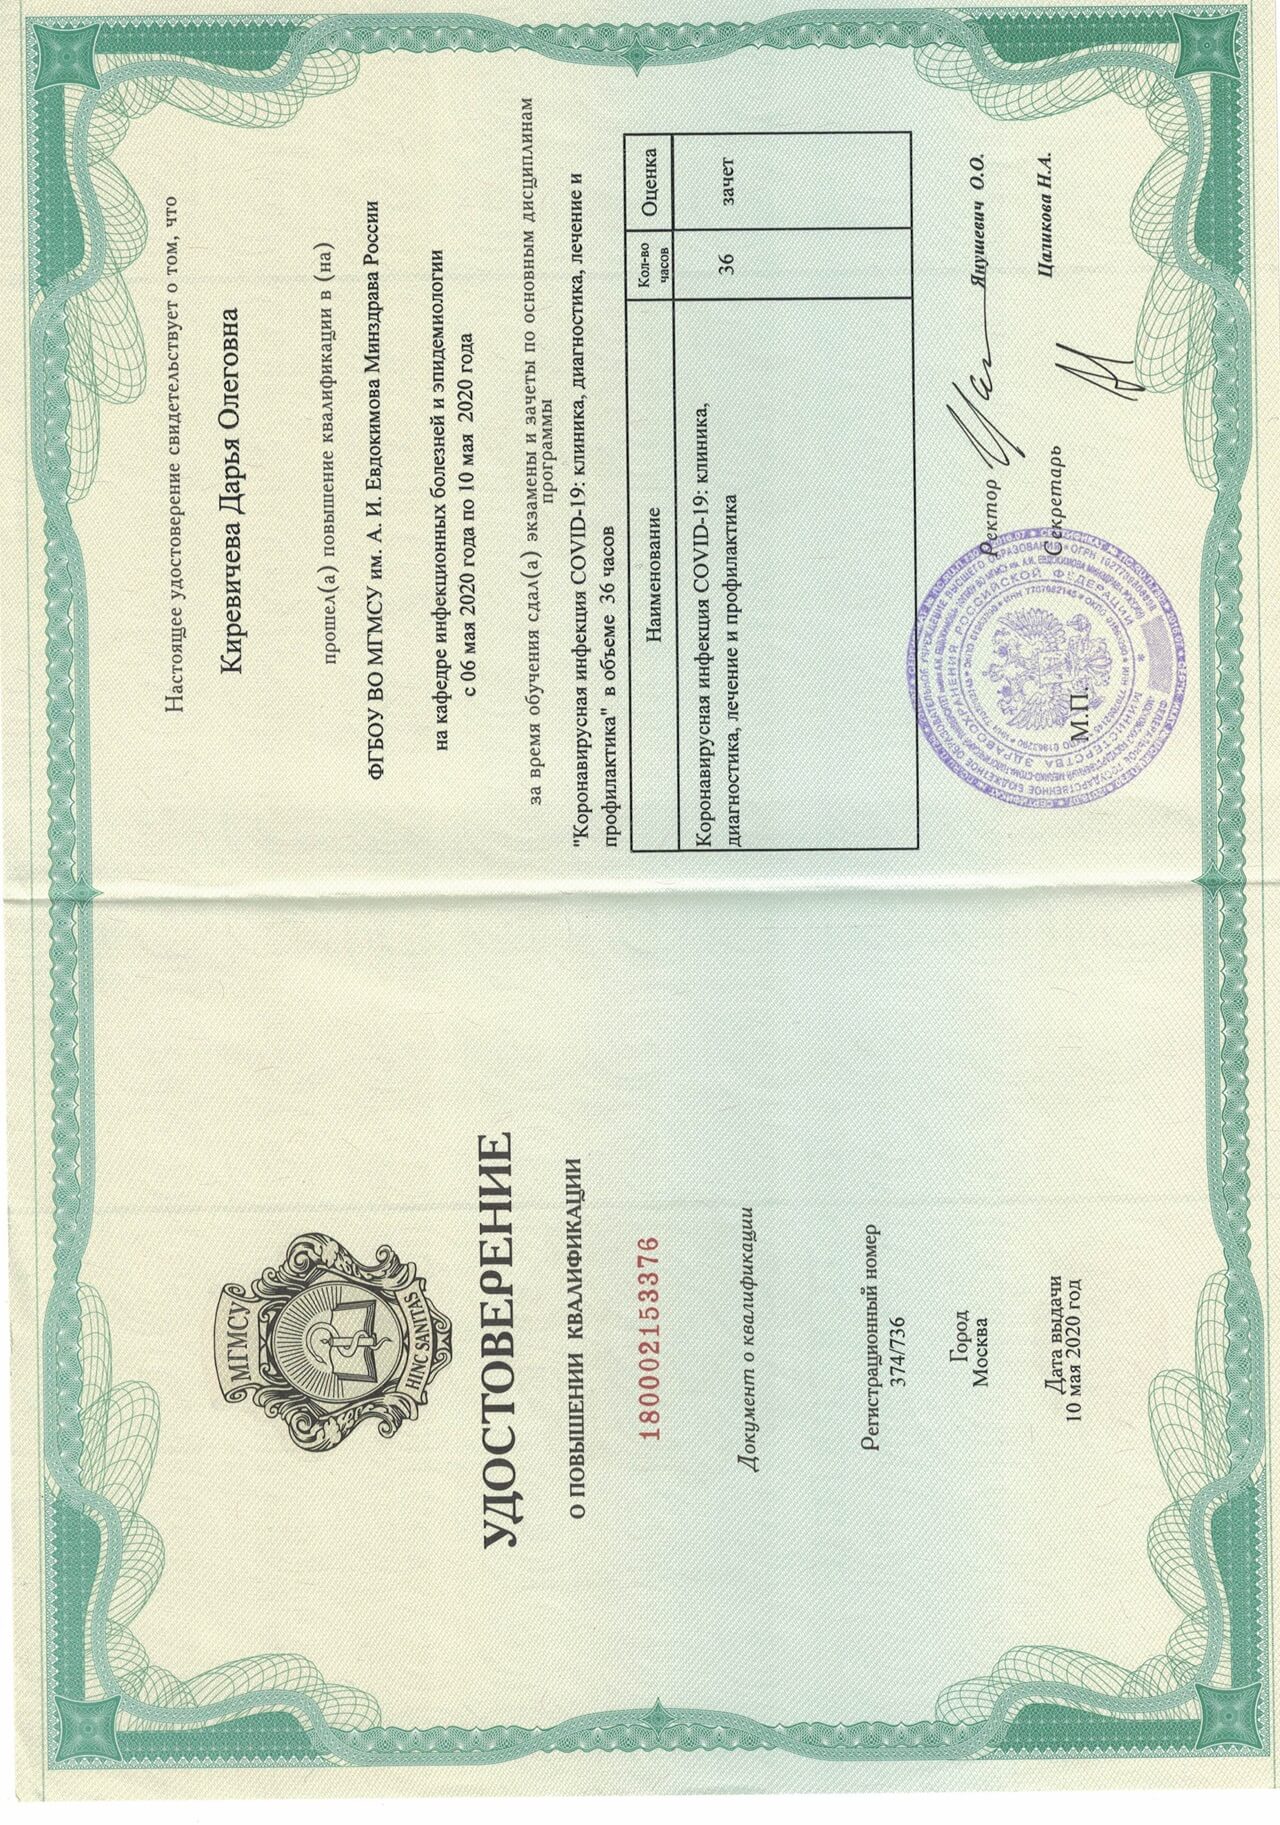 МГМСУ
HINC SANITAS
УДОСТОВЕРЕНИЕ
О ПОВЫШЕНИИ КВАЛИФИКАЦИИ
180002153376
Документ о квалификации
Регистрационный номер
374/736
Город
Москва
Дата выдачи
10 мая 2020 год
Настоящее удостоверение свидетельствует о том, что
Киревичева Дарья Олеговна
прошел(а) повышение квалификации в (на)
ФГБОУ ВО МГМСУ им. А. И. Евдокимова Минздрава России
на кафедре инфекционных болезней и эпидемиологии
с 06 мая 2020 года по 10 мая 2020 года
за время обучения сдал(а) экзамены и зачеты по основным дисциплинам
программы
"Коронавирусная инфекция COVID-19: клиника, диагностика, лечение и
профилактика" в объеме 36 часов
Наименование
Кол-во
часов
Оценка
Коронавирусная инфекция COVID-19: клиника,
диагностика, лечение и профилактика
36
зачет
МИНИСТЕРСТВА ЗДРАВООХРАНЕНИЯ РОССИЙСКОЙ ФЕДЕРАЦИИ
Ректор
Янушевич О.О.
Секретарь
Цаликова Н.А.
М.П.